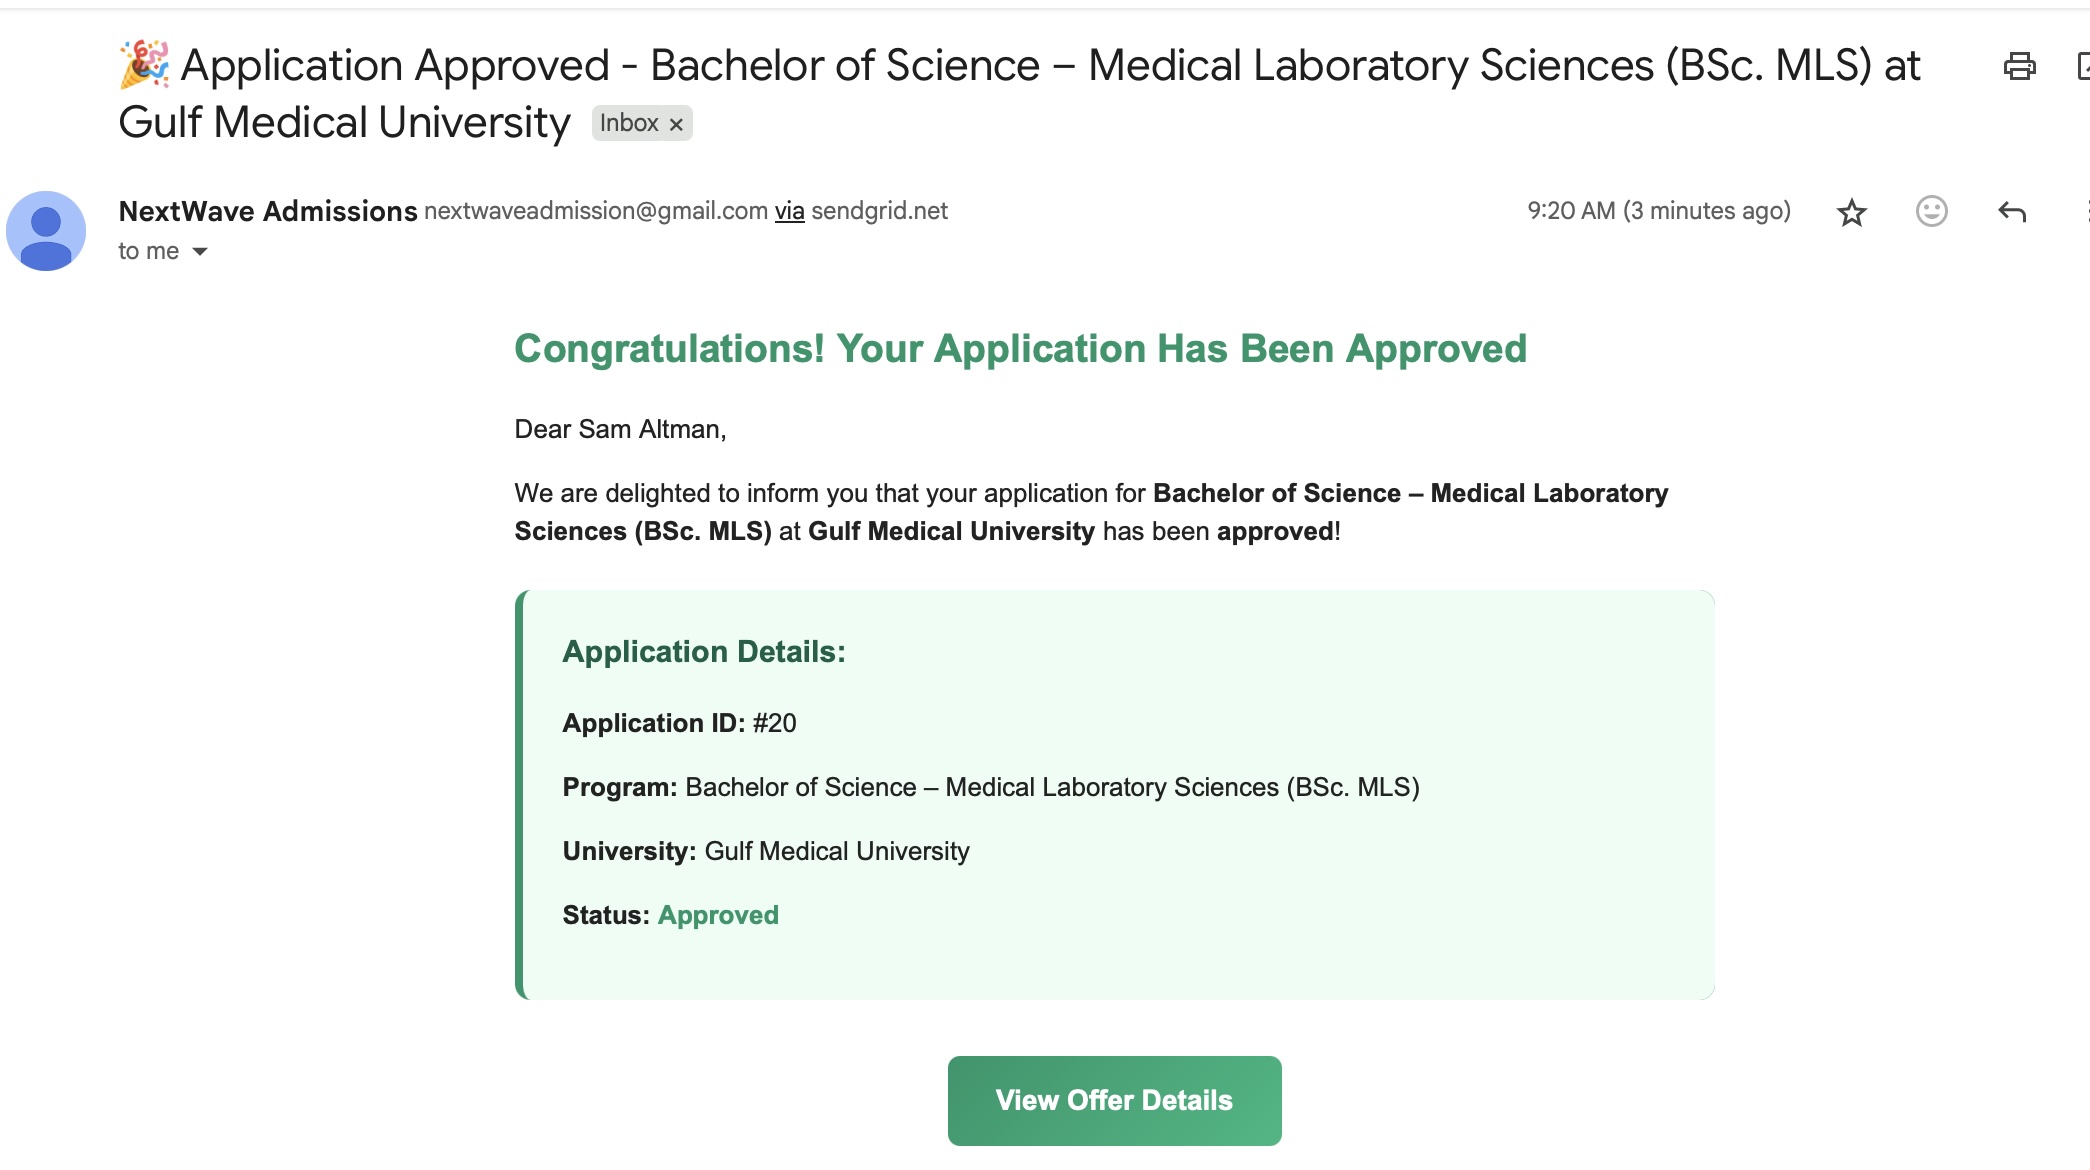 🎉 Application Approved - Bachelor of Science – Medical Laboratory Sciences (BSc. MLS) at
Gulf Medical University Inbox x
NextWave Admissions nextwaveadmission@gmail.com via sendgrid.net
9:20 AM (3 minutes ago)
to me
Congratulations! Your Application Has Been Approved
Dear Sam Altman,
We are delighted to inform you that your application for Bachelor of Science – Medical Laboratory
Sciences (BSc. MLS) at Gulf Medical University has been approved!
Application Details:
Application ID: #20
Program: Bachelor of Science – Medical Laboratory Sciences (BSc. MLS)
University: Gulf Medical University
Status: Approved
View Offer Details